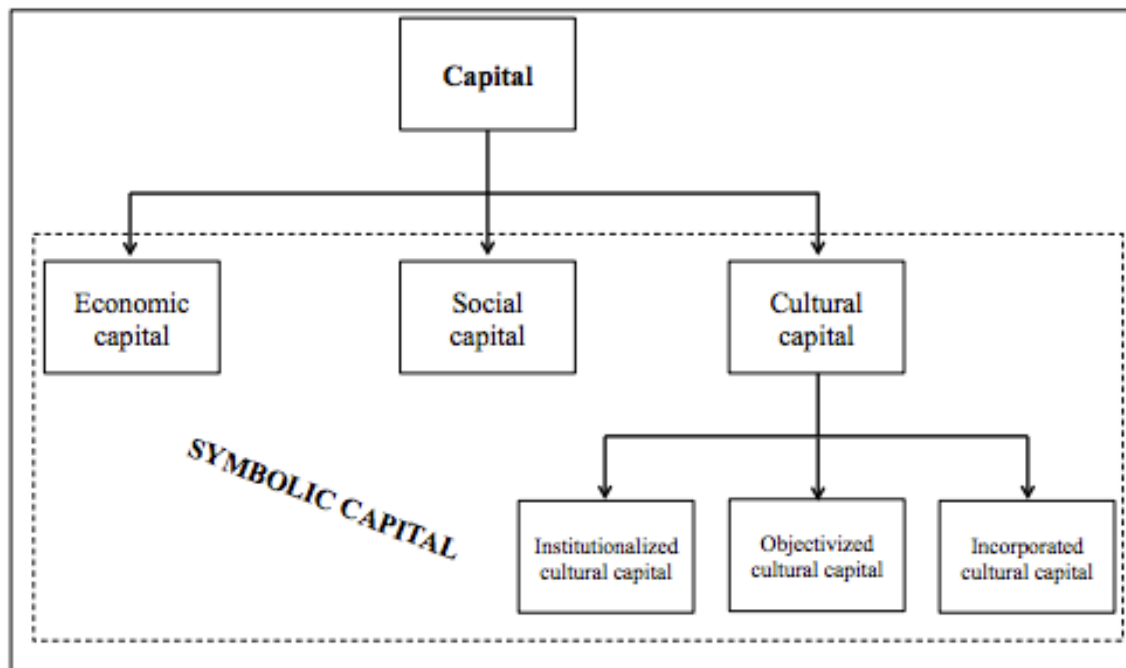 Capital
Economic
capital
Social
capital
Cultural
capital
SYMBOLIC CAPITAL
Institutionalized
cultural capital
Objectivized
cultural capital
Incorporated
cultural capital